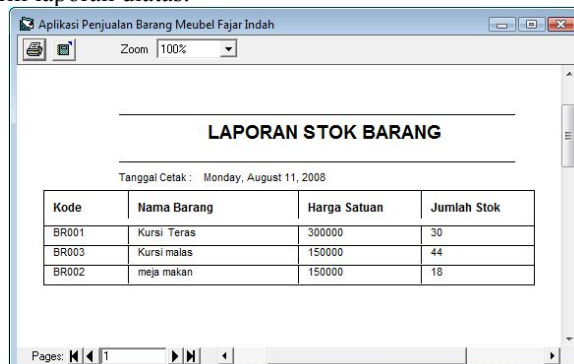 Aplikasi Penjualan Barang Meubel Fajar Indah
Zoom 100%
LAPORAN STOK BARANG
Tanggal Cetak : Monday, August 11, 2008
Kode Nama Barang Harga Satuan Jumlah Stok
BR001 Kursi Teras 300000 30
BR003 Kursi malas 150000 44
BR002 meja makan 150000 18
Pages: 1